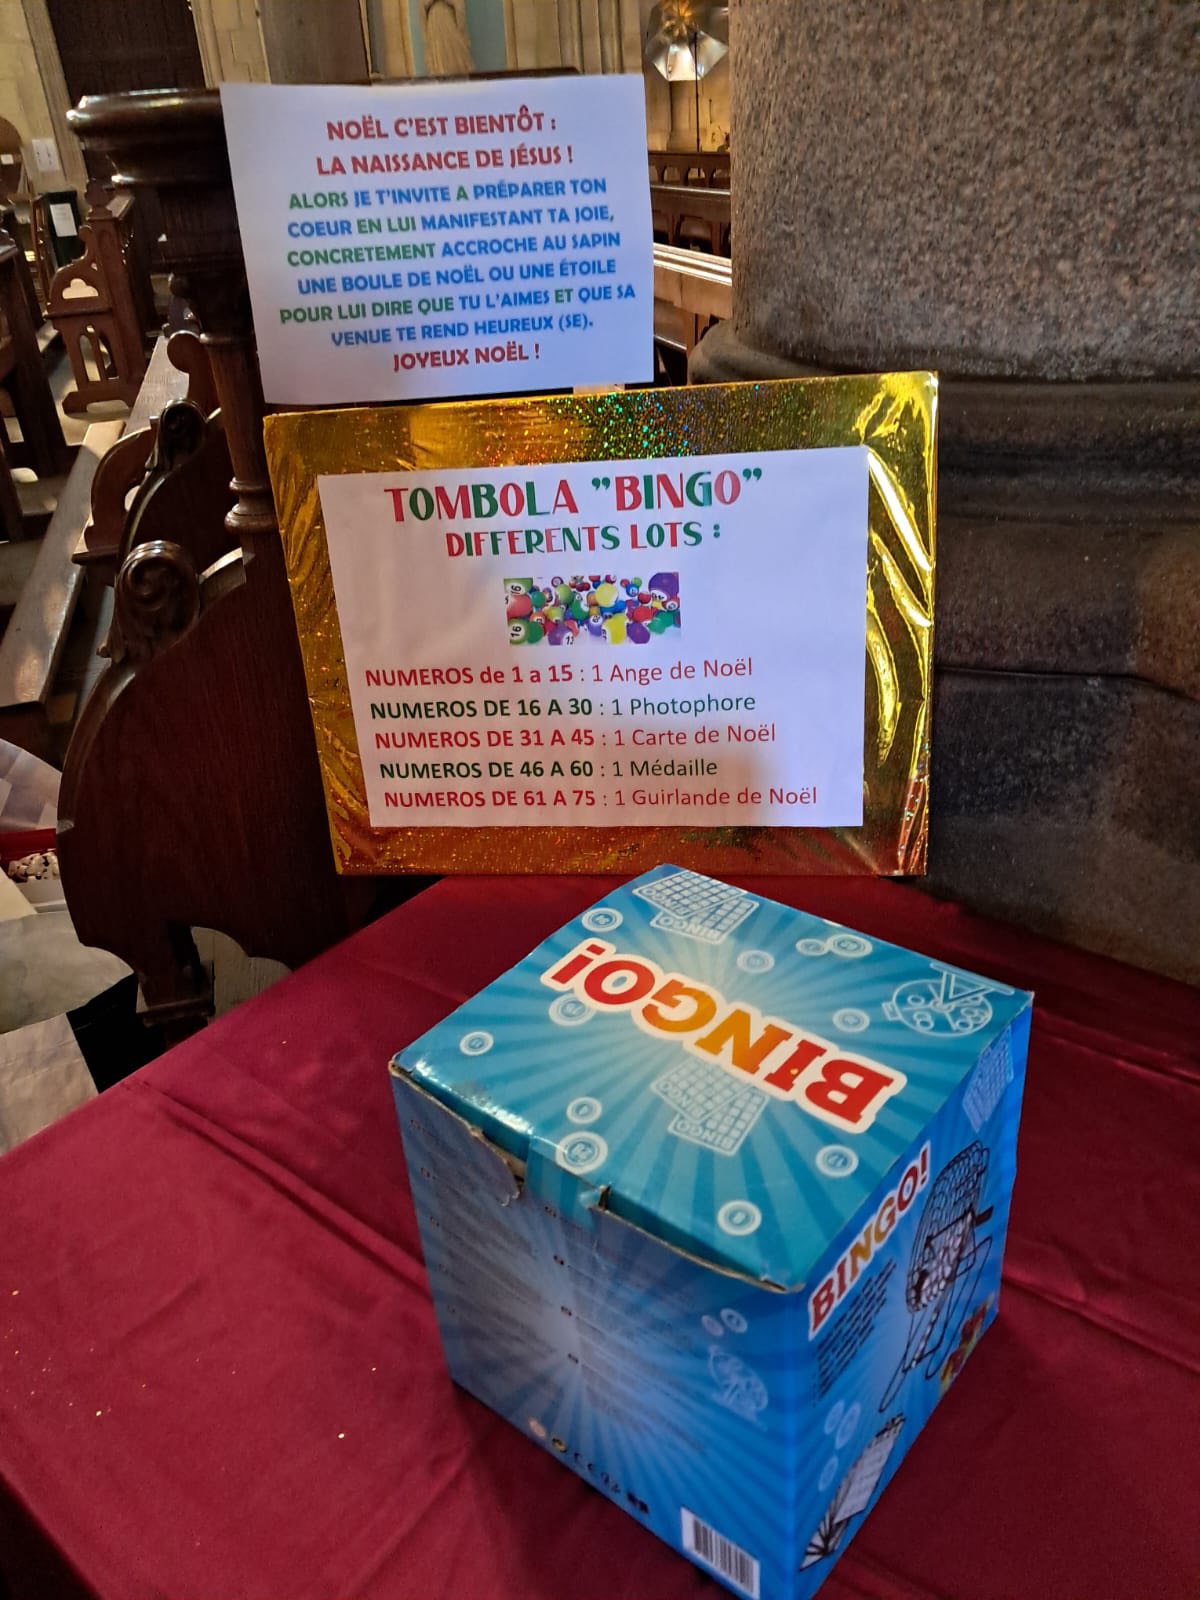 NOËL C'EST BIENTÔT :
LA NAISSANCE DE JÉSUS !
ALORS JE T'INVITE A PRÉPARER TON
COEUR EN LUI MANIFESTANT TA JOIE,
CONCRETEMENT ACCROCHE AU SAPIN
UNE BOULE DE NOËL OU UNE ÉTOILE
POUR LUI DIRE QUE TU L'AIMES ET QUE SA
VENUE TE REND HEUREUX (SE).
JOYEUX NOËL !
TOMBOLA "BINGO"
DIFFERENTS LOTS :
NUMEROS de 1 a 15 : 1 Ange de Noël
NUMEROS DE 16 A 30 : 1 Photophore
NUMEROS DE 31 A 45 : 1 Carte de Noël
NUMEROS DE 46 A 60 : 1 Médaille
NUMEROS DE 61 A 75 : 1 Guirlande de Noël
BINGO!
BINGO!